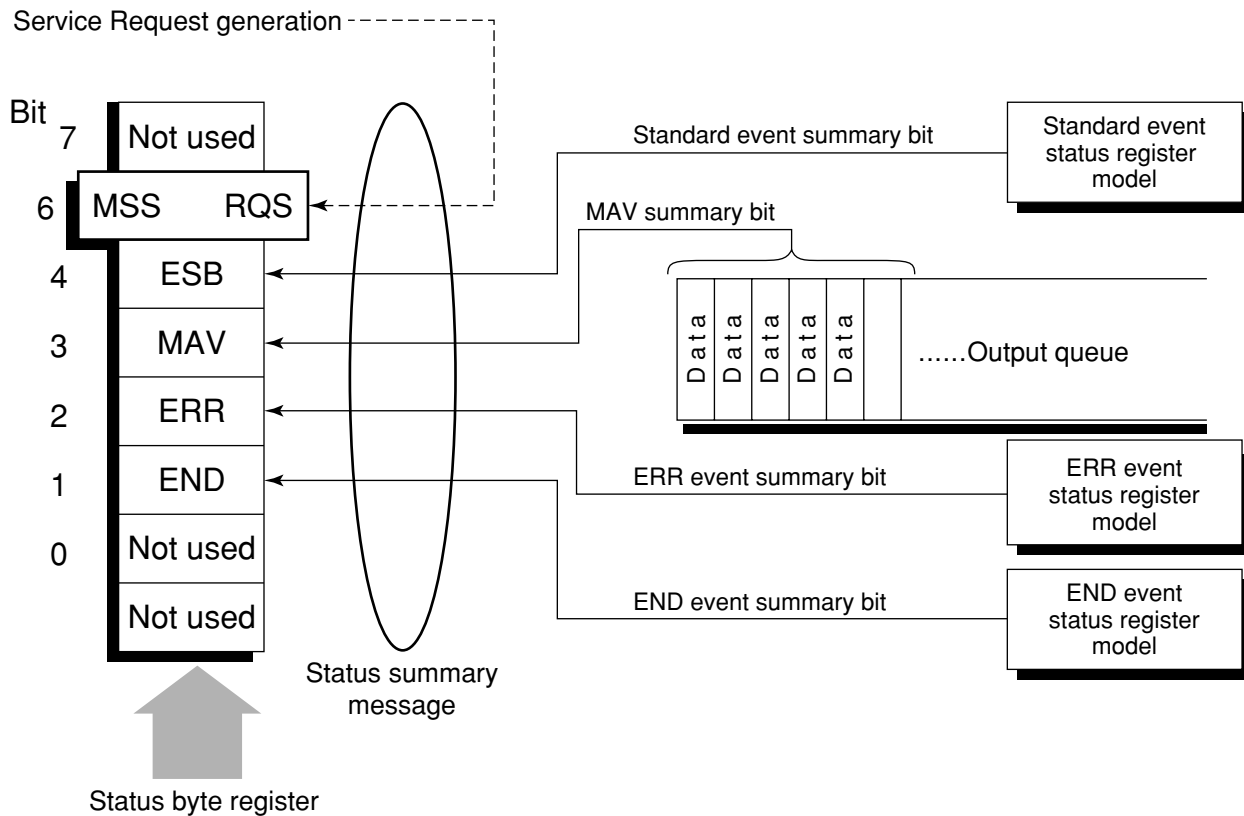 Service Request generation
Bit
7 Not used
6 MSS RQS
4 ESB
3 MAV
2 ERR
1 END
0 Not used
Not used
Status byte register
Status summary
message
Standard event summary bit
Standard event
status register
model
MAV summary bit
Data
Data
Data
Data
Data
......Output queue
ERR event summary bit
ERR event
status register
model
END event summary bit
END event
status register
model